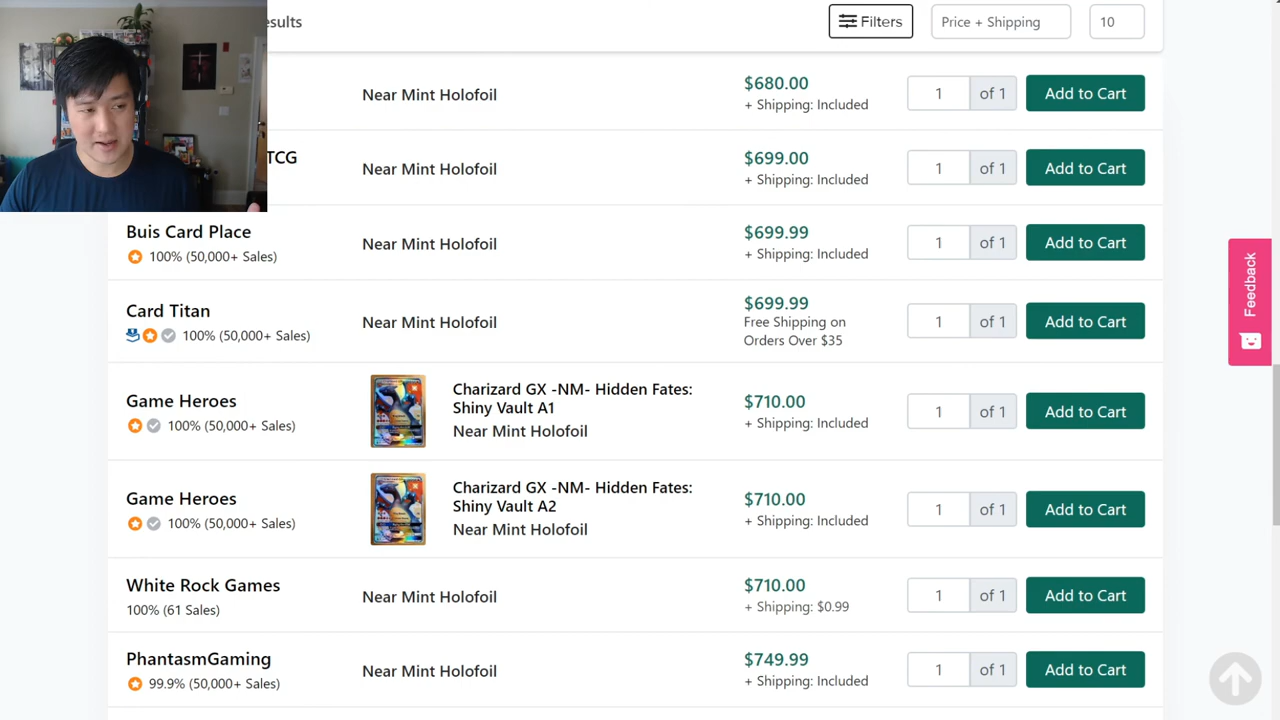 esults
Filters
Price + Shipping
10
Near Mint Holofoil
$680.00
+ Shipping: Included
1
of 1
Add to Cart
TCG
Near Mint Holofoil
$699.00
+ Shipping: Included
1
of 1
Add to Cart
Buis Card Place
100% (50,000+ Sales)
Near Mint Holofoil
$699.99
+ Shipping: Included
1
of 1
Add to Cart
Card Titan
100% (50,000+ Sales)
Near Mint Holofoil
$699.99
Free Shipping on
Orders Over $35
1
of 1
Add to Cart
Game Heroes
100% (50,000+ Sales)
Charizard GX -NM- Hidden Fates:
Shiny Vault A1
Near Mint Holofoil
$710.00
+ Shipping: Included
1
of 1
Add to Cart
Game Heroes
100% (50,000+ Sales)
Charizard GX -NM- Hidden Fates:
Shiny Vault A2
Near Mint Holofoil
$710.00
+ Shipping: Included
1
of 1
Add to Cart
White Rock Games
100% (61 Sales)
Near Mint Holofoil
$710.00
+ Shipping: $0.99
1
of 1
Add to Cart
PhantasmGaming
99.9% (50,000+ Sales)
Near Mint Holofoil
$749.99
+ Shipping: Included
1
of 1
Add to Cart
Feedback